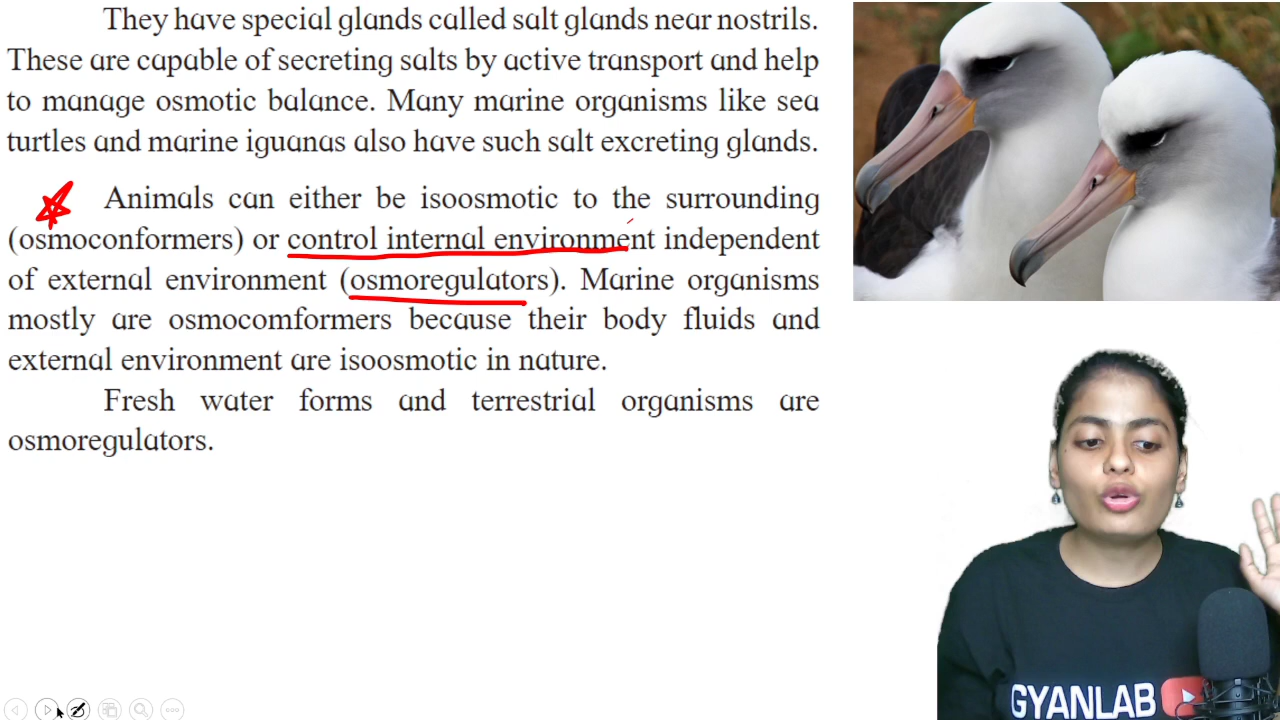 They have special glands called salt glands near nostrils.
These are capable of secreting salts by active transport and help
to manage osmotic balance. Many marine organisms like sea
turtles and marine iguanas also have such salt excreting glands.
Animals can either be isoosmotic to the surrounding
(osmoconformers) or control internal environment independent
of external environment (osmoregulators). Marine organisms
mostly are osmocomformers because their body fluids and
external environment are isoosmotic in nature.
Fresh water forms and terrestrial organisms are
osmoregulators.
GYANLAB